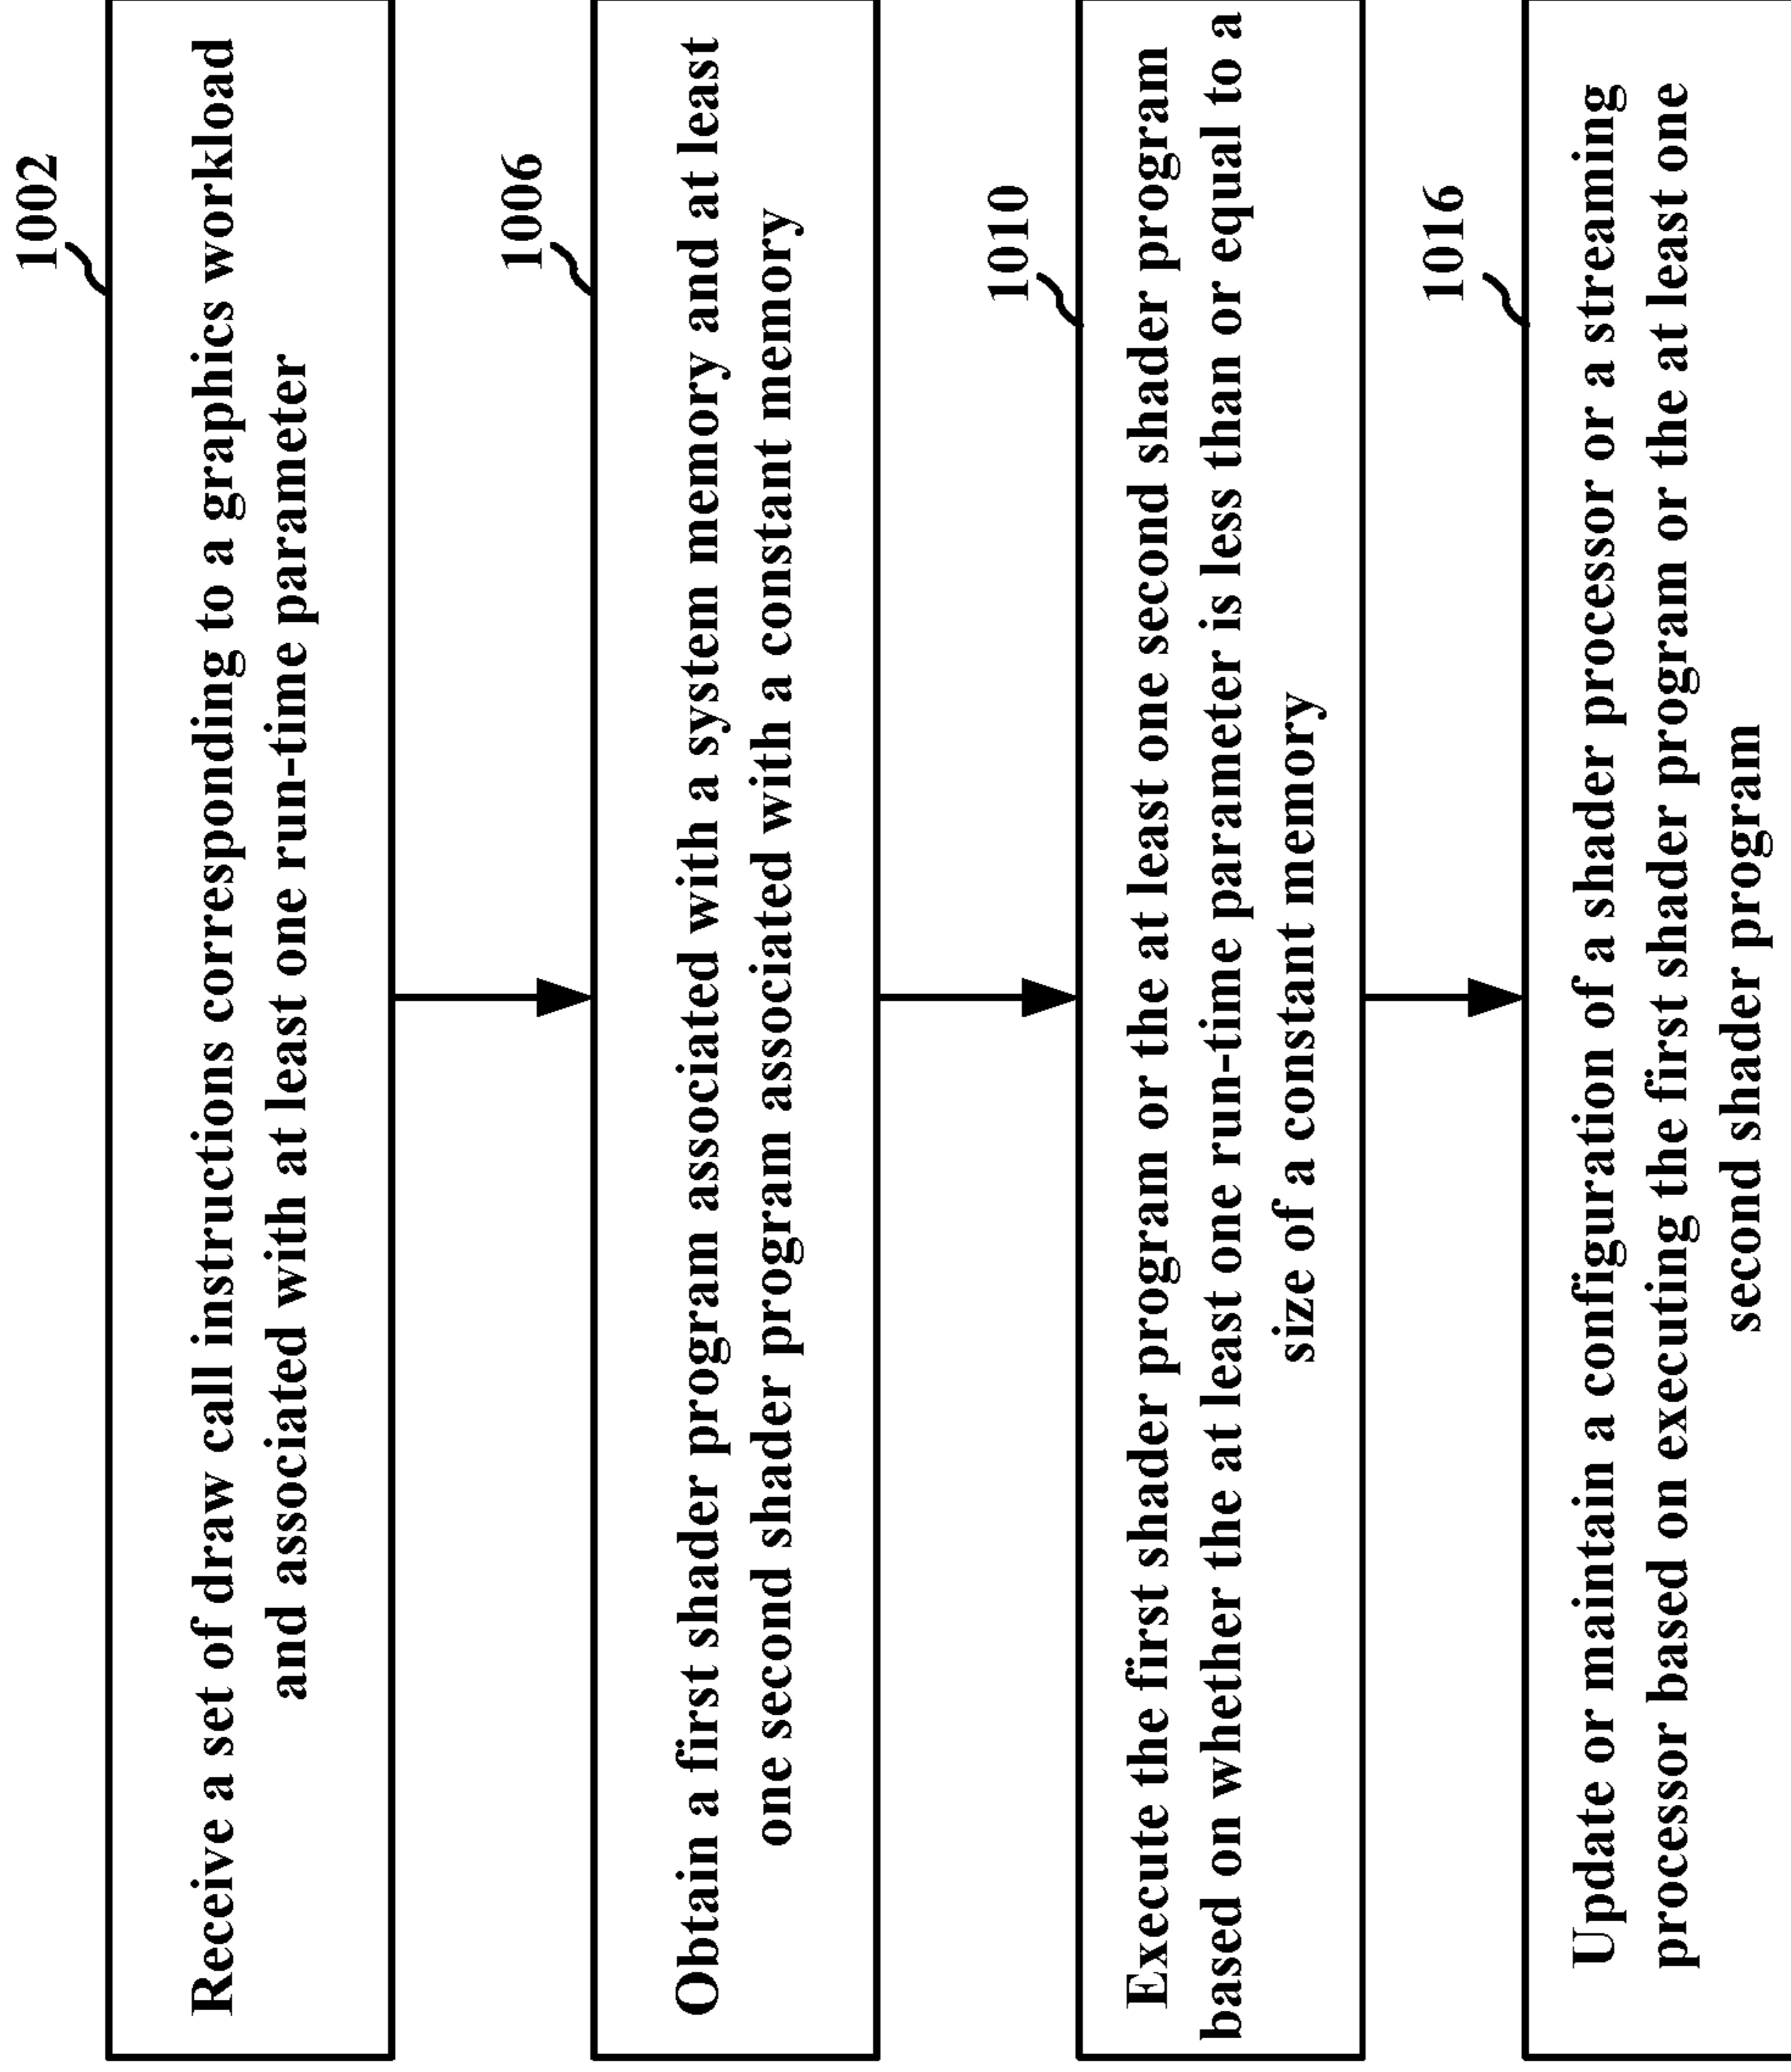 1002
Receive a set of draw call instructions corresponding to a graphics workload
and associated with at least one run-time parameter
1006
Obtain a first shader program associated with a system memory and at least
one second shader program associated with a constant memory
1010
Execute the first shader program or the at least one second shader program
based on whether the at least one run-time parameter is less than or equal to a
size of a constant memory
1016
Update or maintain a configuration of a shader processor or a streaming
processor based on executing the first shader program or the at least one
second shader program